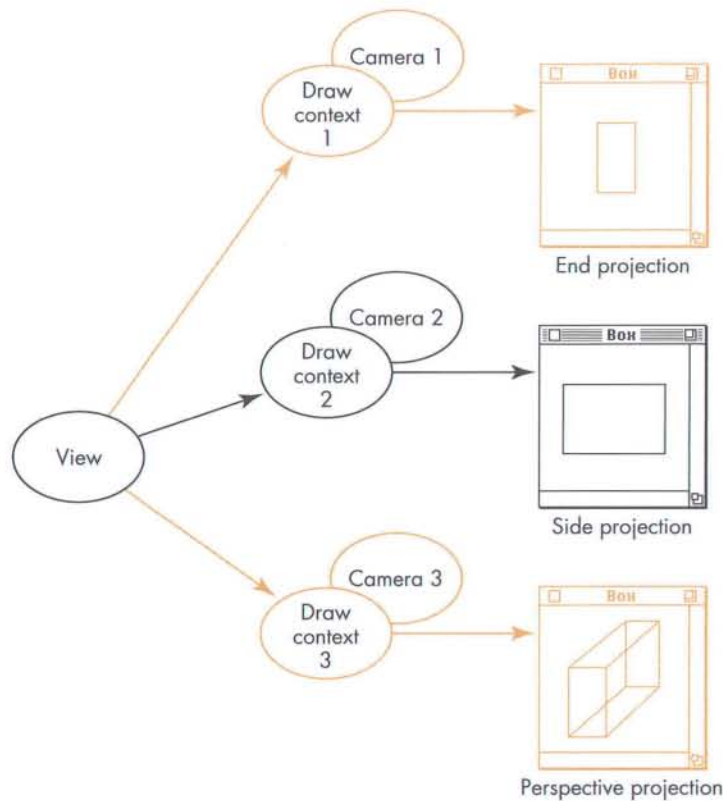 Camera 1
Draw
context
1
Box
End projection
Camera 2
Draw
context
2
Box
Side projection
View
Camera 3
Draw
context
3
Box
Perspective projection